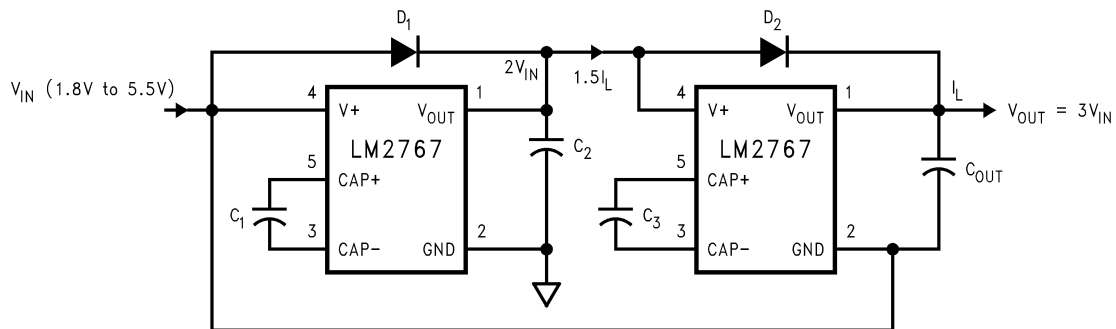 D1
D2
2VIN
1.5IL
VIN (1.8V to 5.5V)
4
V+
VOUT
1
LM2767
5
CAP+
C1
3
CAP-
GND
2
C2
4
V+
VOUT
1
LM2767
5
CAP+
C3
3
CAP-
GND
2
IL
VOUT = 3VIN
COUT